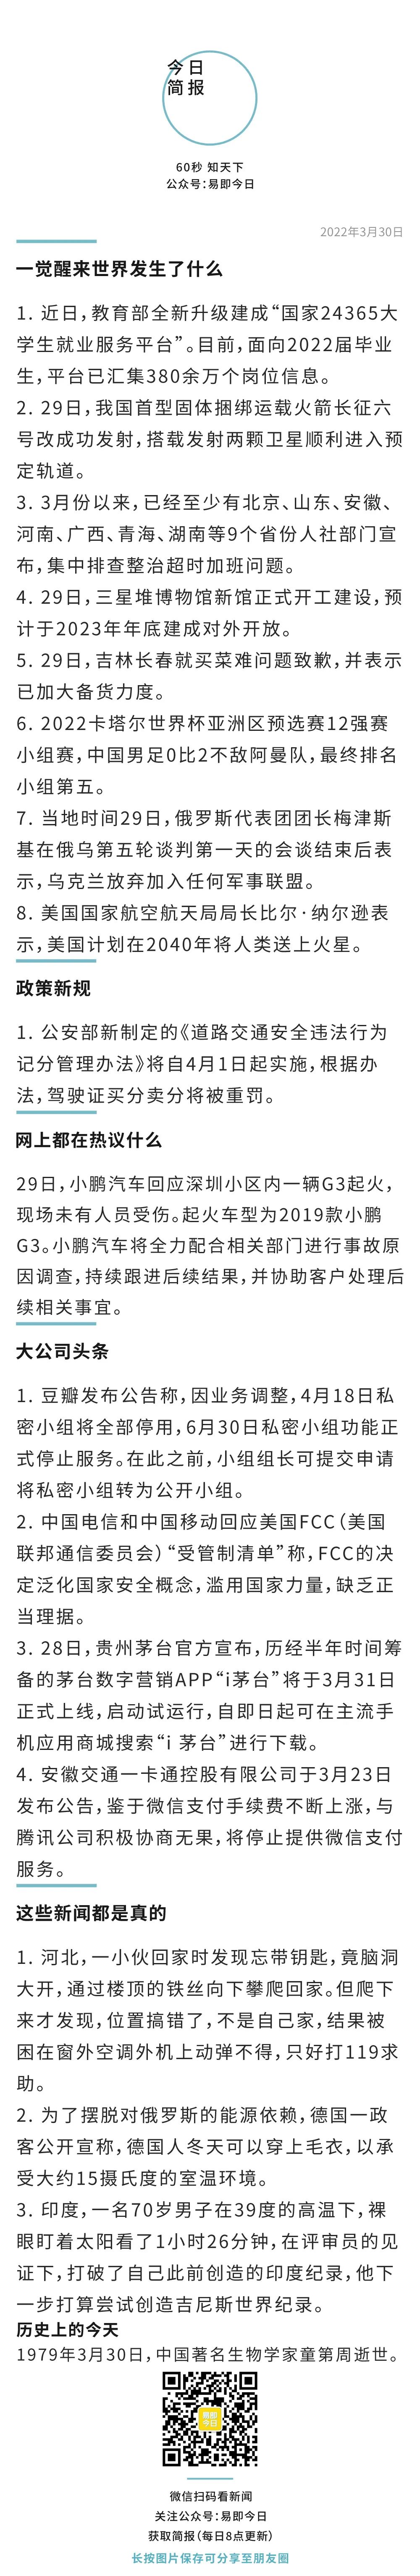 今日
简报
60秒 知天下
公众号:易即今日
2022年3月30日
一觉醒来世界发生了什么
1. 近日,教育部全新升级建成“国家24365大
学生就业服务平台”。目前,面向2022届毕业
生,平台已汇集380余万个岗位信息。
2. 29日,我国首型固体捆绑运载火箭长征六
号改成功发射,搭载发射两颗卫星顺利进入预
定轨道。
3. 3月份以来,已经至少有北京、山东、安徽、
河南、广西、青海、湖南等9个省份人社部门宣
布,集中排查整治超时加班问题。
4. 29日,三星堆博物馆新馆正式开工建设,预
计于2023年年底建成对外开放。
5. 29日,吉林长春就买菜难问题致歉,并表示
已加大备货力度。
6. 2022卡塔尔世界杯亚洲区预选赛12强赛
小组赛,中国男足0比2不敌阿曼队,最终排名
小组第五。
7. 当地时间29日,俄罗斯代表团团长梅津斯
基在俄乌第五轮谈判第一天的会谈结束后表
示,乌克兰放弃加入任何军事联盟。
8. 美国国家航空航天局局长比尔·纳尔逊表
示,美国计划在2040年将人类送上火星。
政策新规
1. 公安部新制定的《道路交通安全违法行为
记分管理办法》将自4月1日起实施,根据办
法,驾驶证买分卖分将被重罚。
网上都在热议什么
29日,小鹏汽车回应深圳小区内一辆G3起火,
现场未有人员受伤。起火车型为2019款小鹏
G3。小鹏汽车将全力配合相关部门进行事故原
因调查,持续跟进后续结果,并协助客户处理后
续相关事宜。
大公司头条
1. 豆瓣发布公告称,因业务调整,4月18日私
密小组将全部停用,6月30日私密小组功能正
式停止服务。在此之前,小组组长可提交申请
将私密小组转为公开小组。
2. 中国电信和中国移动回应美国FCC(美国
联邦通信委员会)“受管制清单”称,FCC的决
定泛化国家安全概念,滥用国家力量,缺乏正
当理据。
3. 28日,贵州茅台官方宣布,历经半年时间筹
备的茅台数字营销APP“i茅台”将于3月31日
正式上线,启动试运行,自即日起可在主流手
机应用商城搜索“i 茅台”进行下载。
4. 安徽交通一卡通控股有限公司于3月23日
发布公告,鉴于微信支付手续费不断上涨,与
腾讯公司积极协商无果,将停止提供微信支付
服务。
这些新闻都是真的
1. 河北,一小伙回家时发现忘带钥匙,竟脑洞
大开,通过楼顶的铁丝向下攀爬回家。但爬下
来才发现,位置搞错了,不是自己家,结果被
困在窗外空调外机上动弹不得,只好打119求
助。
2. 为了摆脱对俄罗斯的能源依赖,德国一政
客公开宣称,德国人冬天可以穿上毛衣,以承
受大约15摄氏度的室温环境。
3. 印度,一名70岁男子在39度的高温下,裸
眼盯着太阳看了1小时26分钟,在评审员的见
证下,打破了自己此前创造的印度纪录,他下
一步打算尝试创造吉尼斯世界纪录。
历史上的今天
1979年3月30日,中国著名生物学家童第周逝世。
易即
今日
微信扫码看新闻
关注公众号:易即今日
获取简报(每日8点更新)
长按图片保存可分享至朋友圈